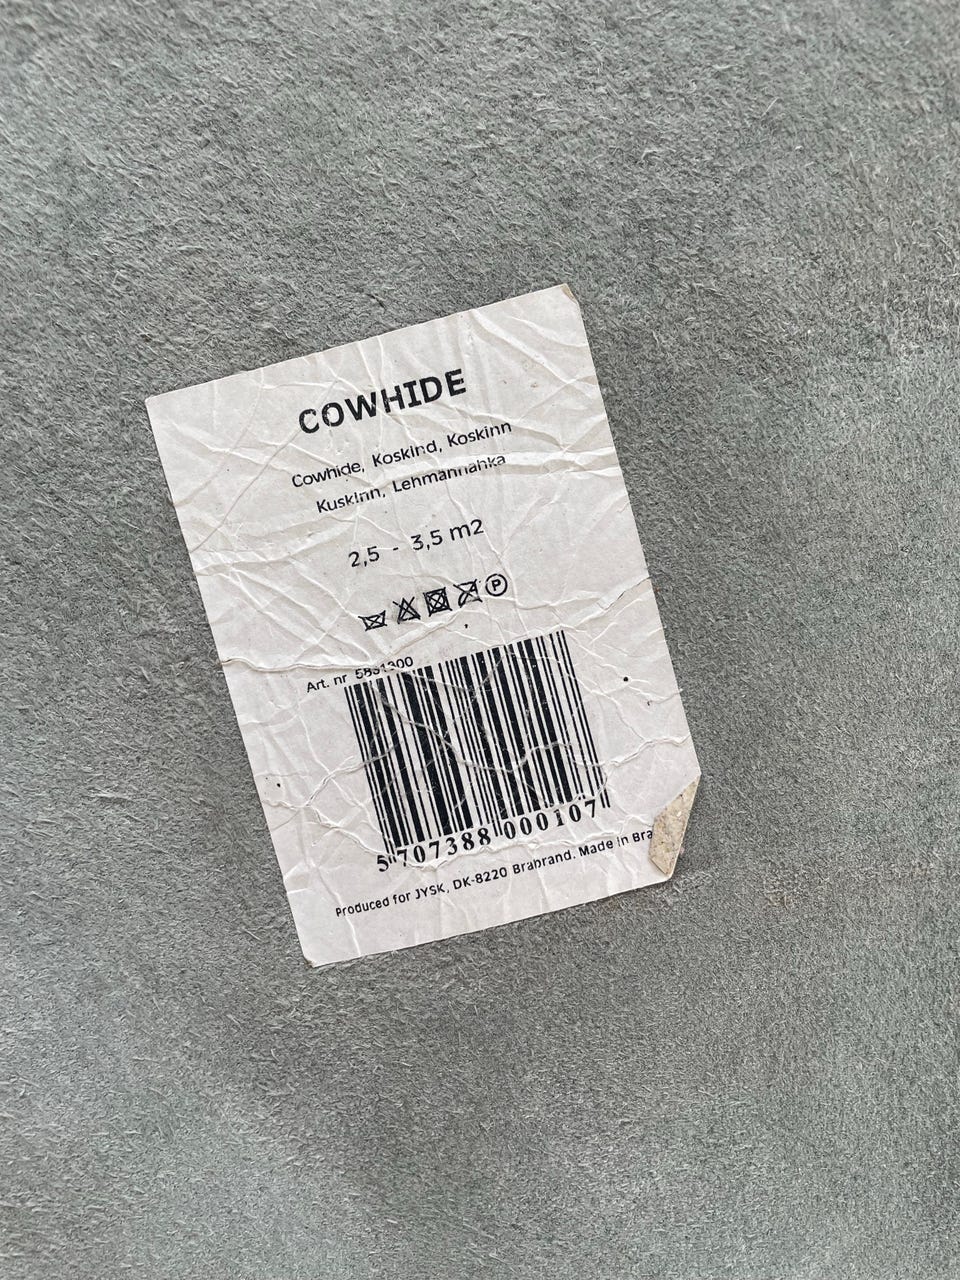 COWHIDE
Cowhide, Koskind, Koskinn
Kuskinn, Lehmannahka
2,5 - 3,5 m2
P
Art. nr
5 707388 000107
Produced for JYSK, DK-8220 Brabrand. Made in Bra